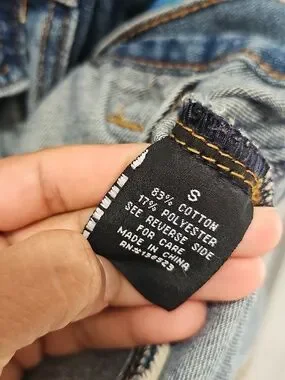 S
83% COTTON
17% POLYESTER
SEE REVERSE SIDE
FOR CARE
MADE IN CHINA